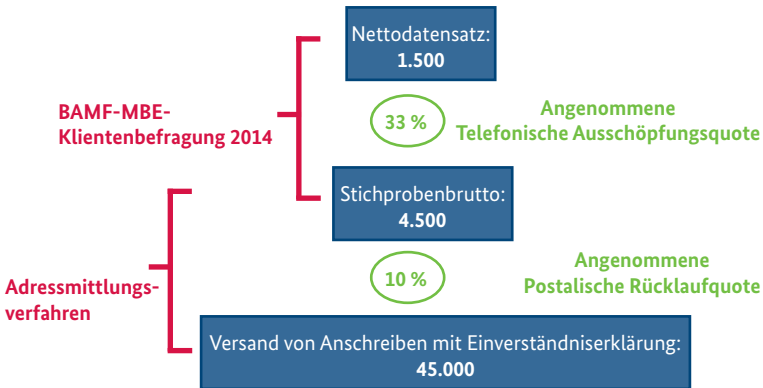 Nettodatensatz:
1.500
BAMF-MBE-
Klientenbefragung 2014
33 %
Angenommene
Telefonische Ausschöpfungsquote
Stichprobenbrutto:
4.500
Adressmittlungs-
verfahren
10 %
Angenommene
Postalische Rücklaufquote
Versand von Anschreiben mit Einverständniserklärung:
45.000